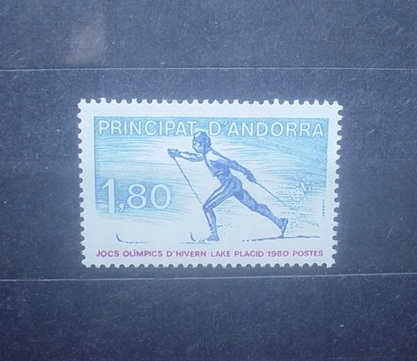 PRINCIPAT D'ANDORRA
1,80
JOCS OLÍMPICS D'HIVERN-LAKE PLACID 1980 POSTES